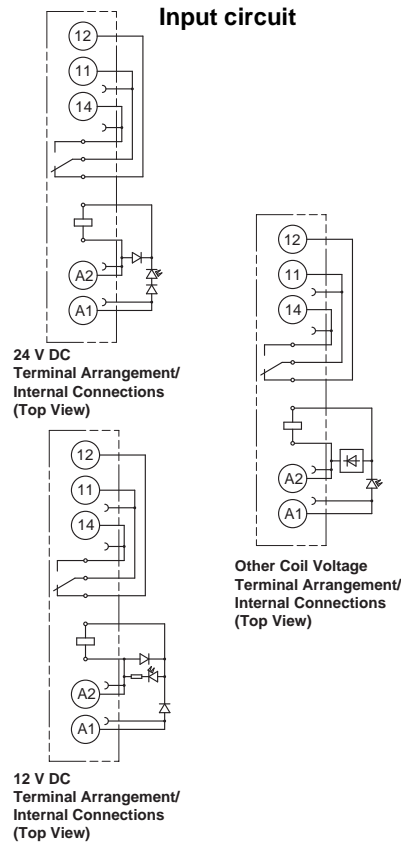 Input circuit
12
11
14
A2
A1
24 V DC
Terminal Arrangement/
Internal Connections
(Top View)
12
11
14
A2
A1
12 V DC
Terminal Arrangement/
Internal Connections
(Top View)
12
11
14
A2
A1
Other Coil Voltage
Terminal Arrangement/
Internal Connections
(Top View)